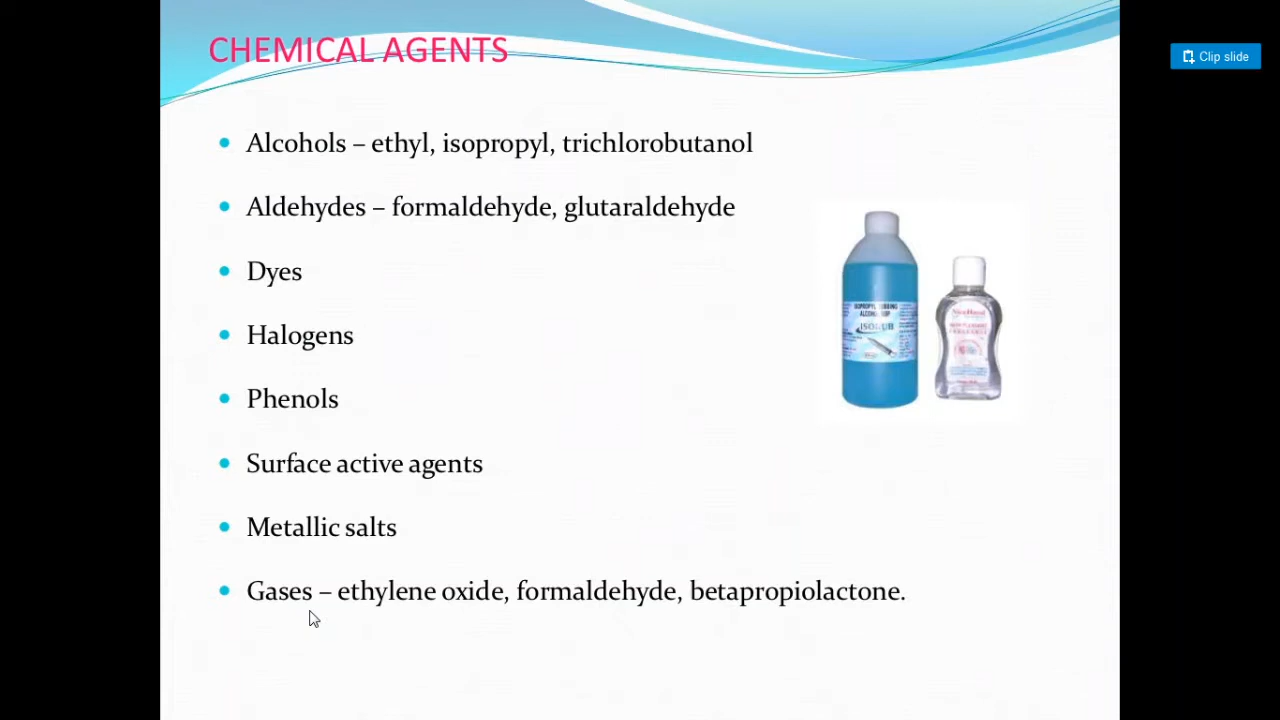 CHEMICAL AGENTS
Clip slide
Alcohols – ethyl, isopropyl, trichlorobutanol
Aldehydes – formaldehyde, glutaraldehyde
Dyes
Halogens
Phenols
Surface active agents
Metallic salts
Gases – ethylene oxide, formaldehyde, betapropiolactone.